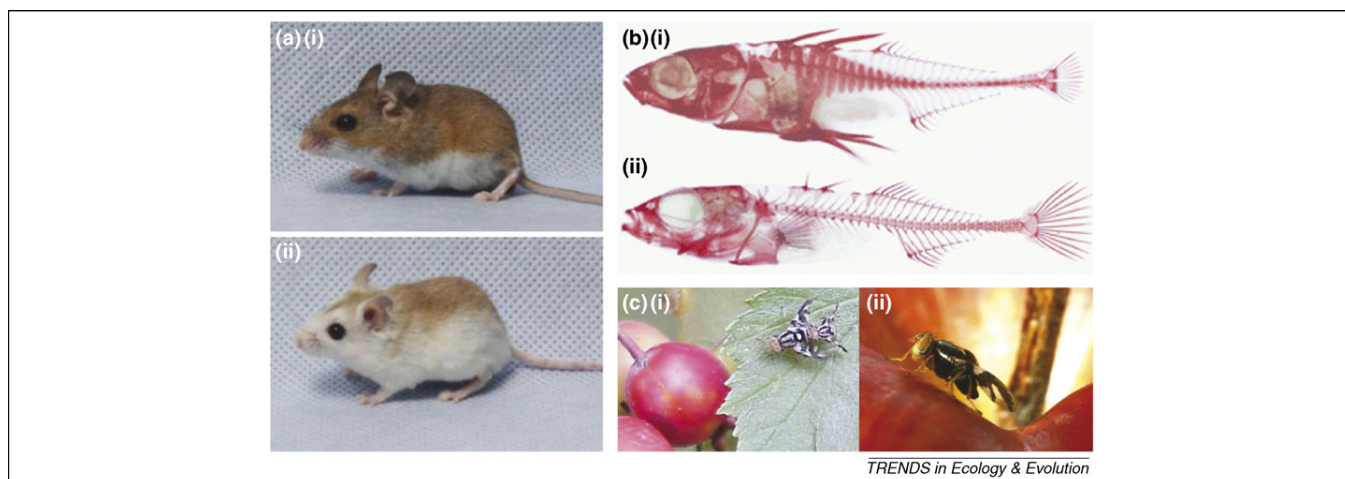 (a) (i)
(ii)
(b)(i)
(ii)
(c)(i)
(ii)
TRENDS in Ecology & Evolution